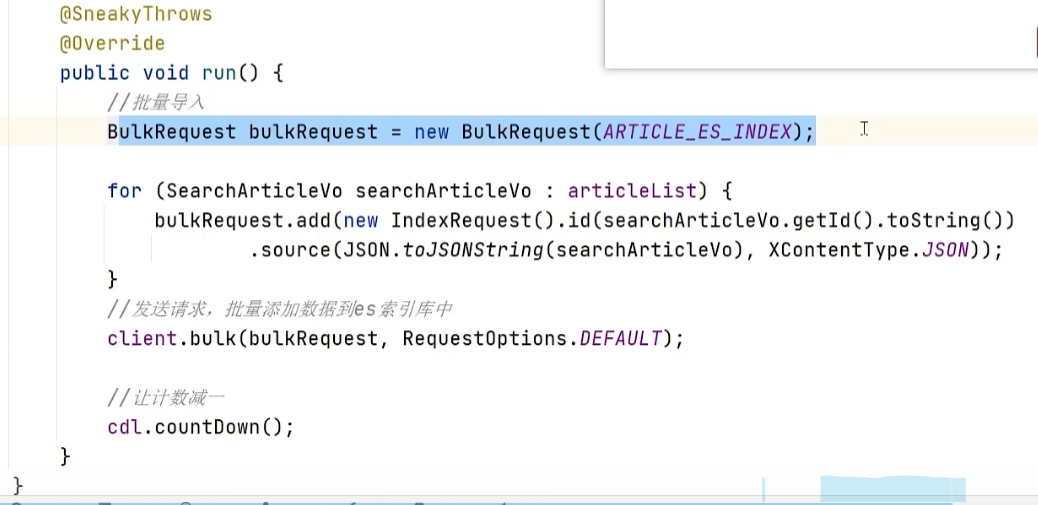 @SneakyThrows
@Override
public void run() {
//批量导入
BulkRequest bulkRequest = new BulkRequest(ARTICLE_ES_INDEX);
for (SearchArticleVo searchArticleVo : articleList) {
bulkRequest.add(new IndexRequest().id(searchArticleVo.getId().toString())
.source(JSON.toJSONString(searchArticleVo), XContentType.JSON));
}
//发送请求，批量添加数据到es索引库中
client.bulk(bulkRequest, RequestOptions.DEFAULT);
//让计数减一
cdl.countDown();
}
}